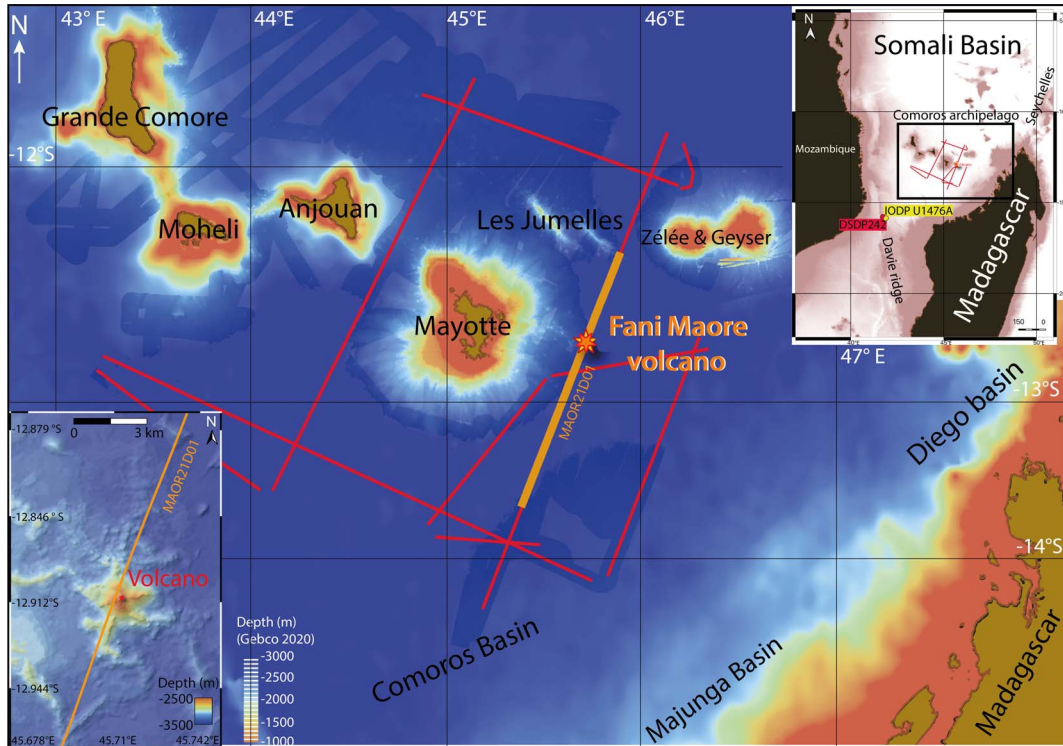 N
43° E
44°E
45°E
46°E
Grande Comore
-12°S
Moheli
Anjouan
Les Jumelles
Zélée & Geyser
Mayotte
Fani Maore
volcano
MAOR21D01
47° E
-13°S
Diego basin
-14°S
Comoros Basin
Majunga Basin
Madagascar
N
Somali Basin
Seychelles
Comoros archipelago
Mozambique
IODP U1476A
DSDP242
Davie ridge
Madagascar
150 0
-12.879 °S
0 3 km
N
MAOR21D01
-12.846° S
Volcano
-12.912°S
-12.944°S
Depth (m)
-2500
-3500
45.678°E
45.71°E
45.742°E
Depth (m)
(Gebco 2020)
-3000
-2500
-2000
-1500
-1000